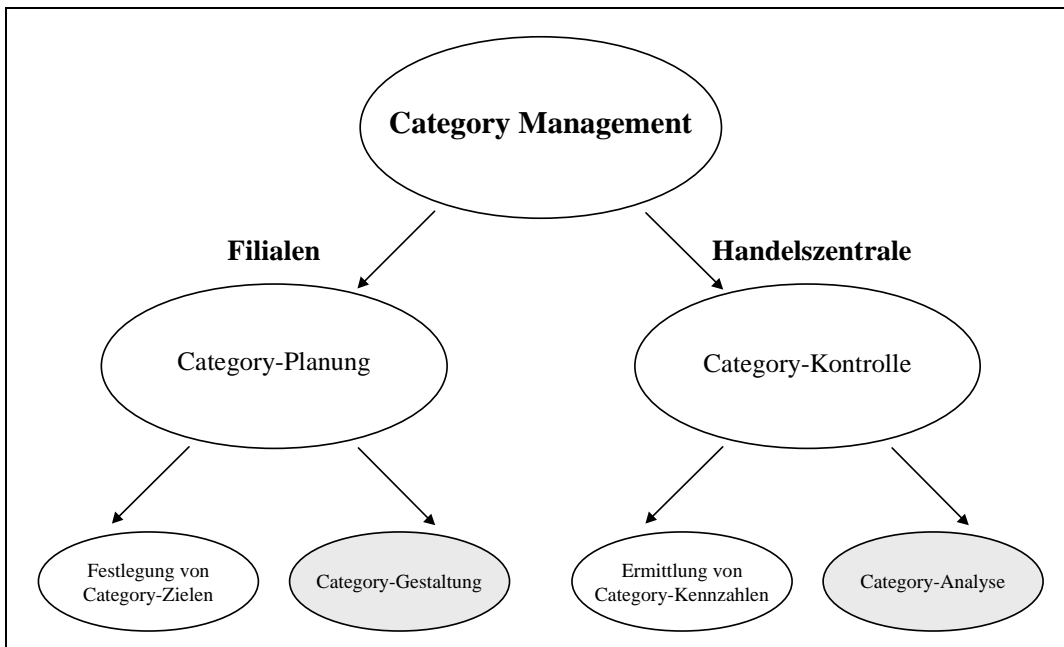 Category Management
Filialen
Handelszentrale
Category-Planung
Category-Kontrolle
Festlegung von
Category-Zielen
Category-Gestaltung
Ermittlung von
Category-Kennzahlen
Category-Analyse